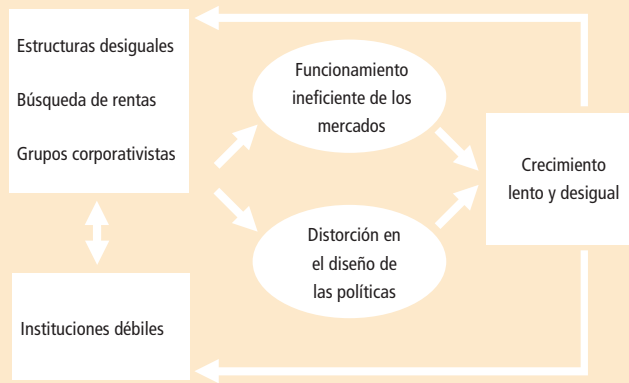 Estructuras desiguales
Búsqueda de rentas
Grupos corporativistas
Funcionamiento
ineficiente de los
mercados
Distorción en
el diseño de
las políticas
Crecimiento
lento y desigual
Instituciones débiles